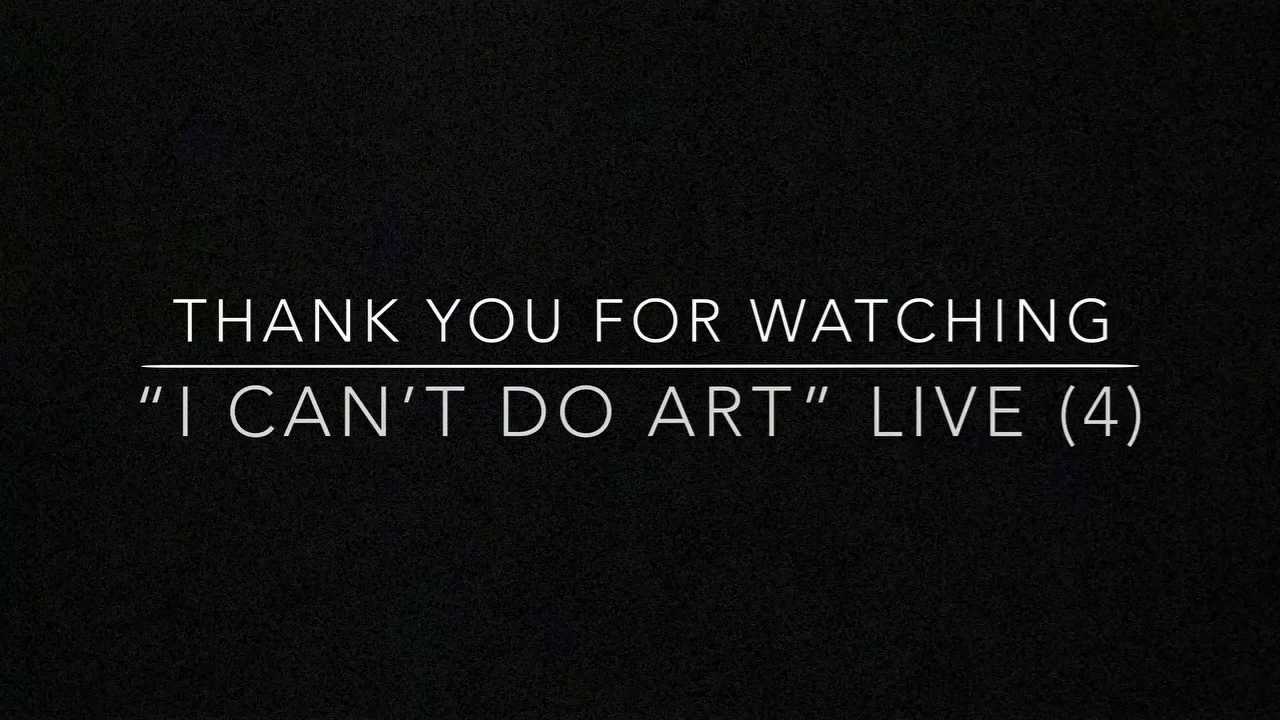 THANK YOU FOR WATCHING
“I CAN’T DO ART” LIVE (4)